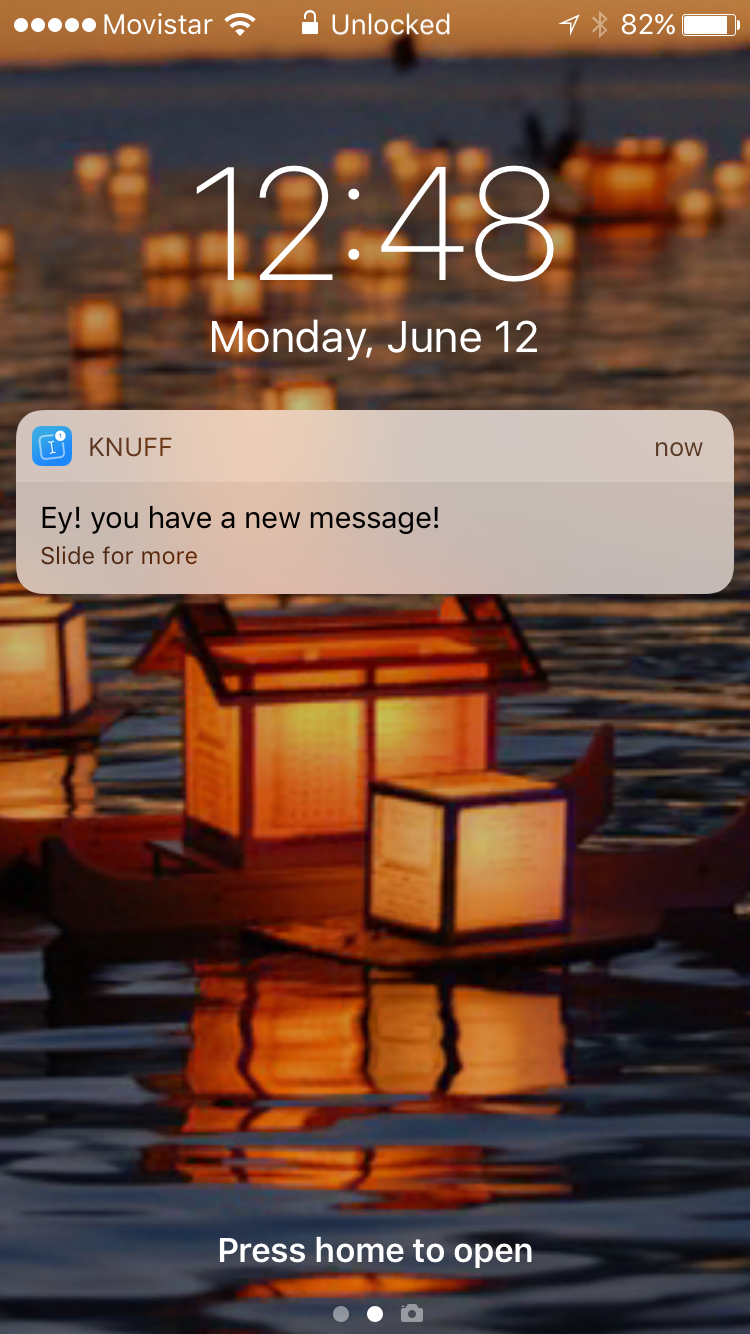 Movistar Unlocked 82%
12:48
Monday, June 12
KNUFF now
Ey! you have a new message!
Slide for more
Press home to open